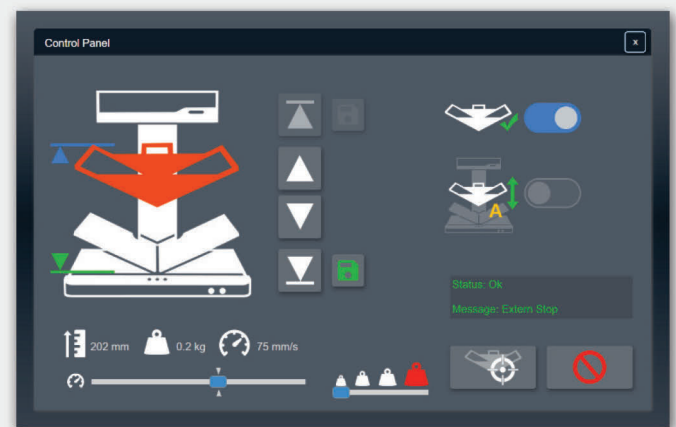 Control Panel
x
A
Status: Ok
Message: Extern Stop
202 mm 0.2 kg 75 mm/s